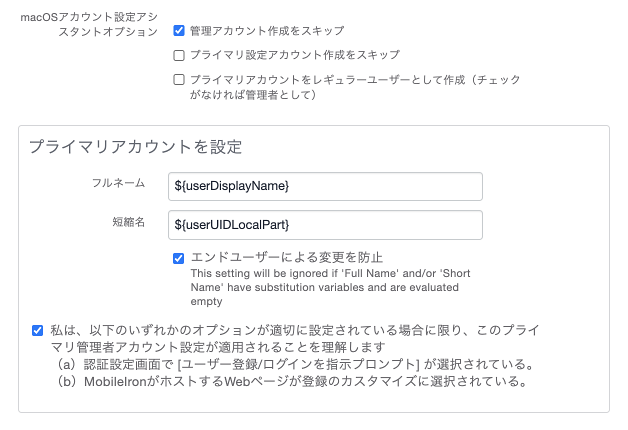 macOSアカウント設定アシ
スタントオプション
管理アカウント作成をスキップ
プライマリ設定アカウント作成をスキップ
プライマリアカウントをレギュラーユーザーとして作成（チェック
がなければ管理者として）
プライマリアカウントを設定
フルネーム
${userDisplayName}
短縮名
${userUIDLocalPart}
エンドユーザーによる変更を防止
This setting will be ignored if 'Full Name' and/or 'Short
Name' have substitution variables and are evaluated
empty
私は、以下のいずれかのオプションが適切に設定されている場合に限り、このプライ
マリ管理者アカウント設定が適用されることを理解します
（a）認証設定画面で [ユーザー登録/ログインを指示プロンプト] が選択されている。
（b）MobileIronがホストするWebページが登録のカスタマイズに選択されている。